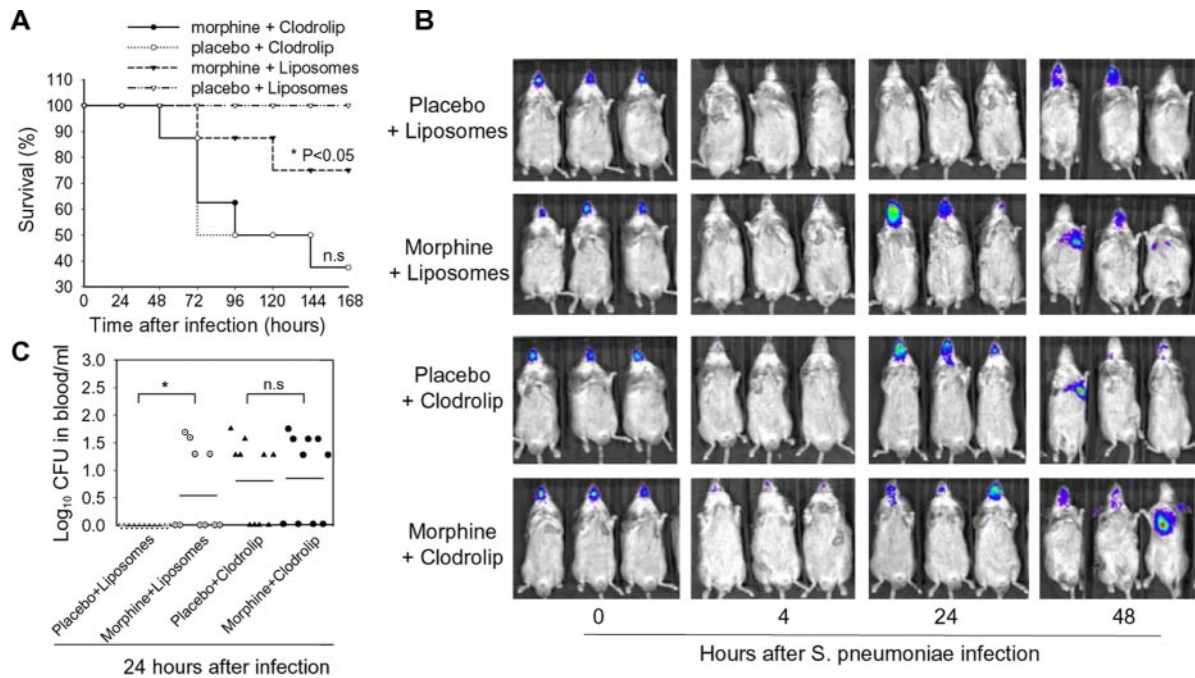 A
morphine + Clodrolip
placebo + Clodrolip
morphine + Liposomes
placebo + Liposomes
110
100
90
80
70
60
50
40
30
Survival (%)
* P<0.05
n.s
0 24 48 72 96 120 144 168
Time after infection (hours)
B
Placebo
+ Liposomes
Morphine
+ Liposomes
Placebo
+ Clodrolip
Morphine
+ Clodrolip
0 4 24 48
Hours after S. pneumoniae infection
C
3.0
2.5
2.0
1.5
1.0
0.5
0.0
Log₁₀ CFU in blood/ml
*
n.s
Placebo+Liposomes
Morphine+Liposomes
Placebo+Clodrolip
Morphine+Clodrolip
24 hours after infection